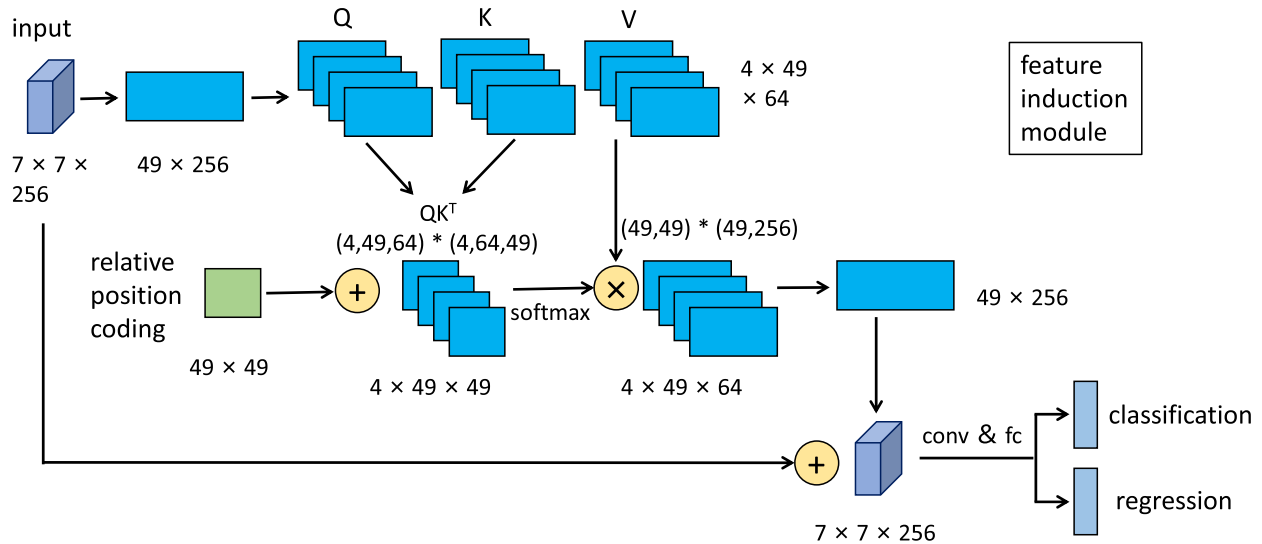 input
Q
K
V
4 × 49
× 64
feature
induction
module
7 × 7 ×
256
49 × 256
QKᵀ
(4,49,64) * (4,64,49)
(49,49) * (49,256)
relative
position
coding
+
softmax
×
49 × 256
49 × 49
4 × 49 × 49
4 × 49 × 64
conv & fc
classification
+
regression
7 × 7 × 256